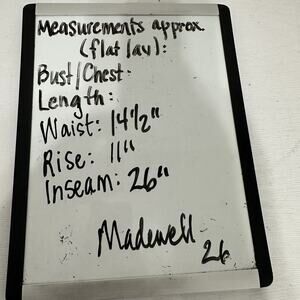 Measurements approx.
(flat lay):
Bust/Chest:
Length:
Waist: 14½"
Rise: 11"
Inseam: 26"
Madewell
26